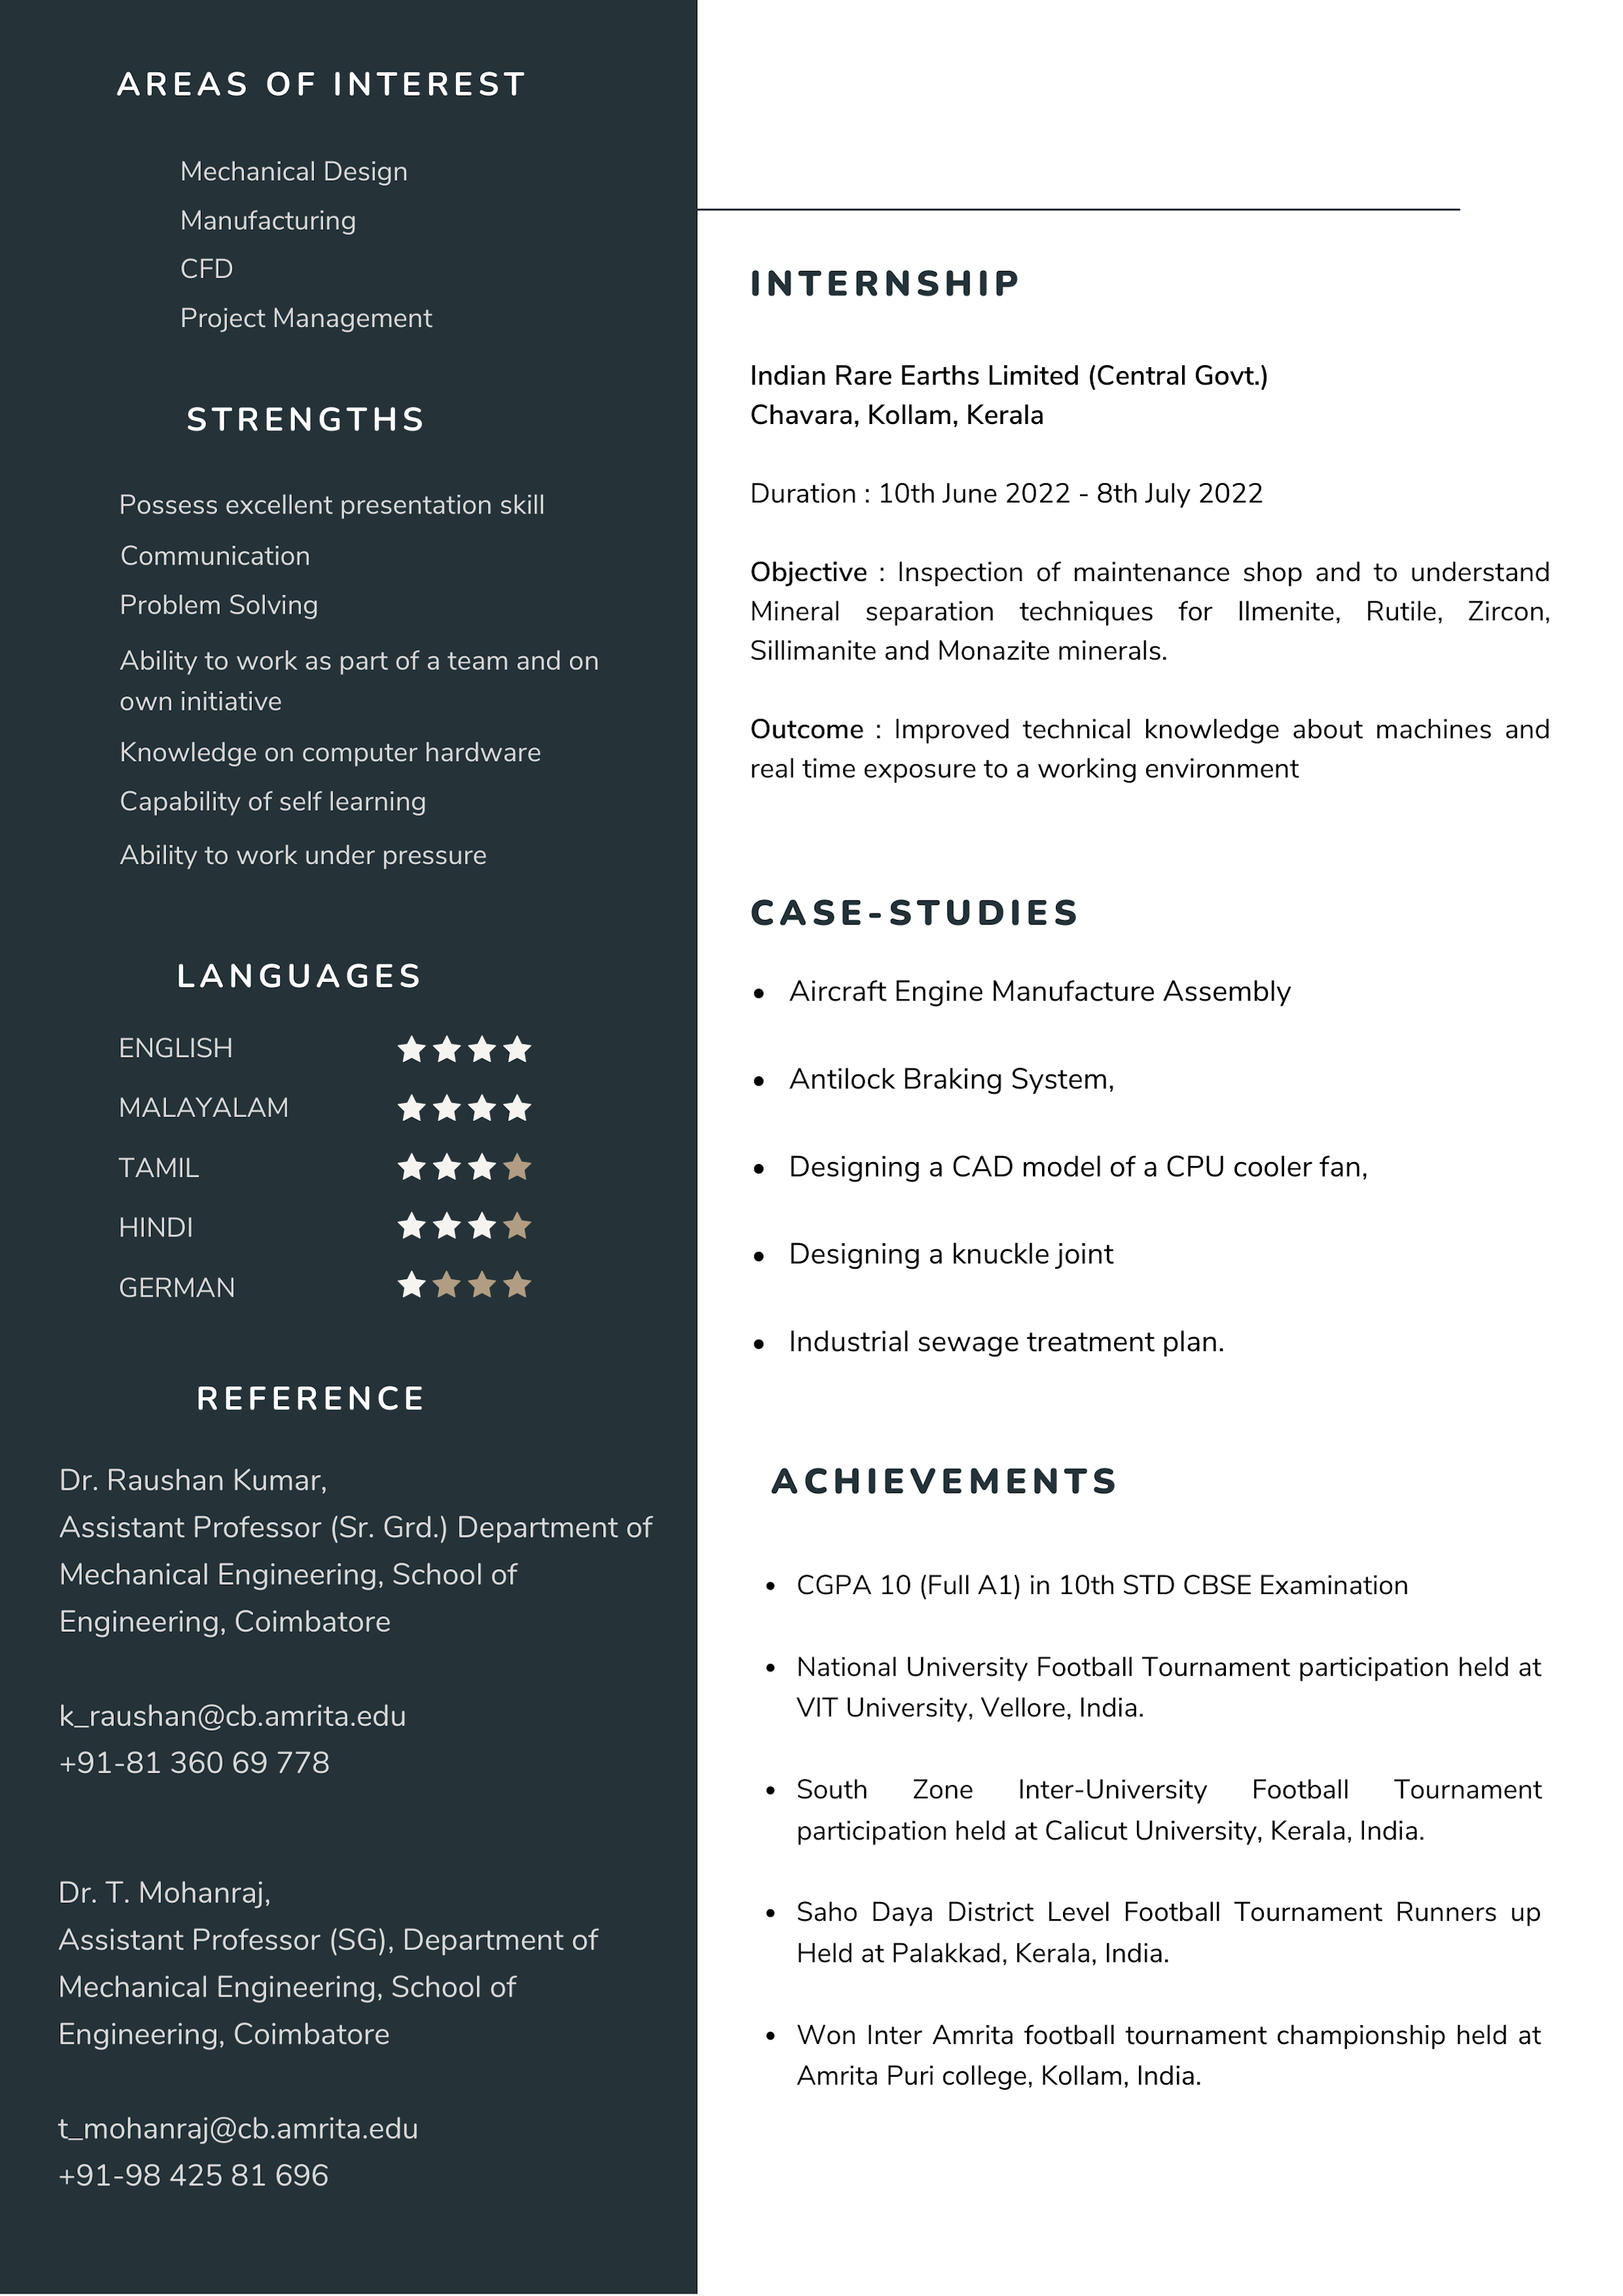 AREAS OF INTEREST
Mechanical Design
Manufacturing
CFD
Project Management
STRENGTHS
Possess excellent presentation skill
Communication
Problem Solving
Ability to work as part of a team and on
own initiative
Knowledge on computer hardware
Capability of self learning
Ability to work under pressure
LANGUAGES
ENGLISH
MALAYALAM
TAMIL
HINDI
GERMAN
REFERENCE
Dr. Raushan Kumar,
Assistant Professor (Sr. Grd.) Department of
Mechanical Engineering, School of
Engineering, Coimbatore
k_raushan@cb.amrita.edu
+91-81 360 69 778
Dr. T. Mohanraj,
Assistant Professor (SG), Department of
Mechanical Engineering, School of
Engineering, Coimbatore
t_mohanraj@cb.amrita.edu
+91-98 425 81 696
INTERNSHIP
Indian Rare Earths Limited (Central Govt.)
Chavara, Kollam, Kerala
Duration : 10th June 2022 - 8th July 2022
Objective : Inspection of maintenance shop and to understand
Mineral separation techniques for Ilmenite, Rutile, Zircon,
Sillimanite and Monazite minerals.
Outcome : Improved technical knowledge about machines and
real time exposure to a working environment
CASE-STUDIES
• Aircraft Engine Manufacture Assembly
• Antilock Braking System,
• Designing a CAD model of a CPU cooler fan,
• Designing a knuckle joint
• Industrial sewage treatment plan.
ACHIEVEMENTS
• CGPA 10 (Full A1) in 10th STD CBSE Examination
• National University Football Tournament participation held at
VIT University, Vellore, India.
• South Zone Inter-University Football Tournament
participation held at Calicut University, Kerala, India.
• Saho Daya District Level Football Tournament Runners up
Held at Palakkad, Kerala, India.
• Won Inter Amrita football tournament championship held at
Amrita Puri college, Kollam, India.